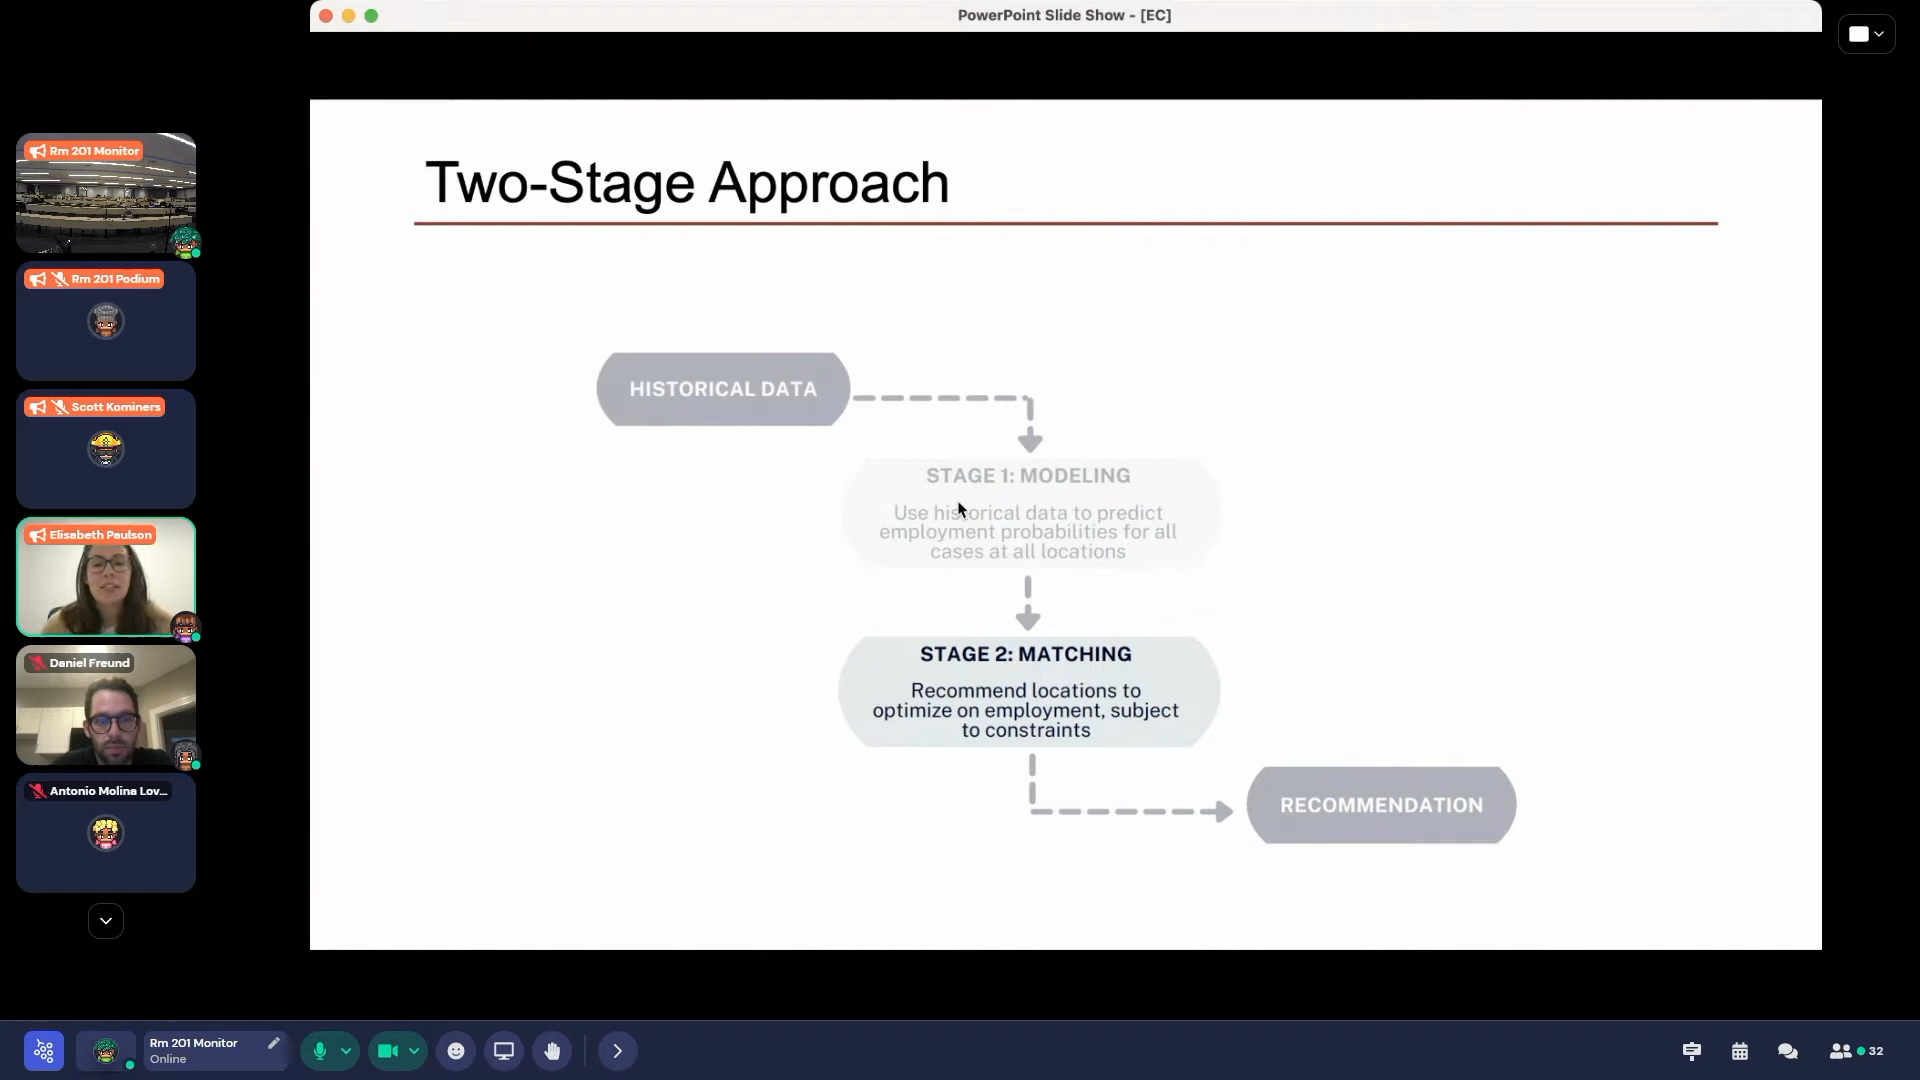 PowerPoint Slide Show - [EC]
Rm 201 Monitor
Rm 201 Podium
Scott Kominers
Elisabeth Paulson
Daniel Freund
Antonio Molina Lov...
Two-Stage Approach
HISTORICAL DATA
STAGE 1: MODELING
Use historical data to predict
employment probabilities for all
cases at all locations
STAGE 2: MATCHING
Recommend locations to
optimize on employment, subject
to constraints
RECOMMENDATION
Rm 201 Monitor
Online
32